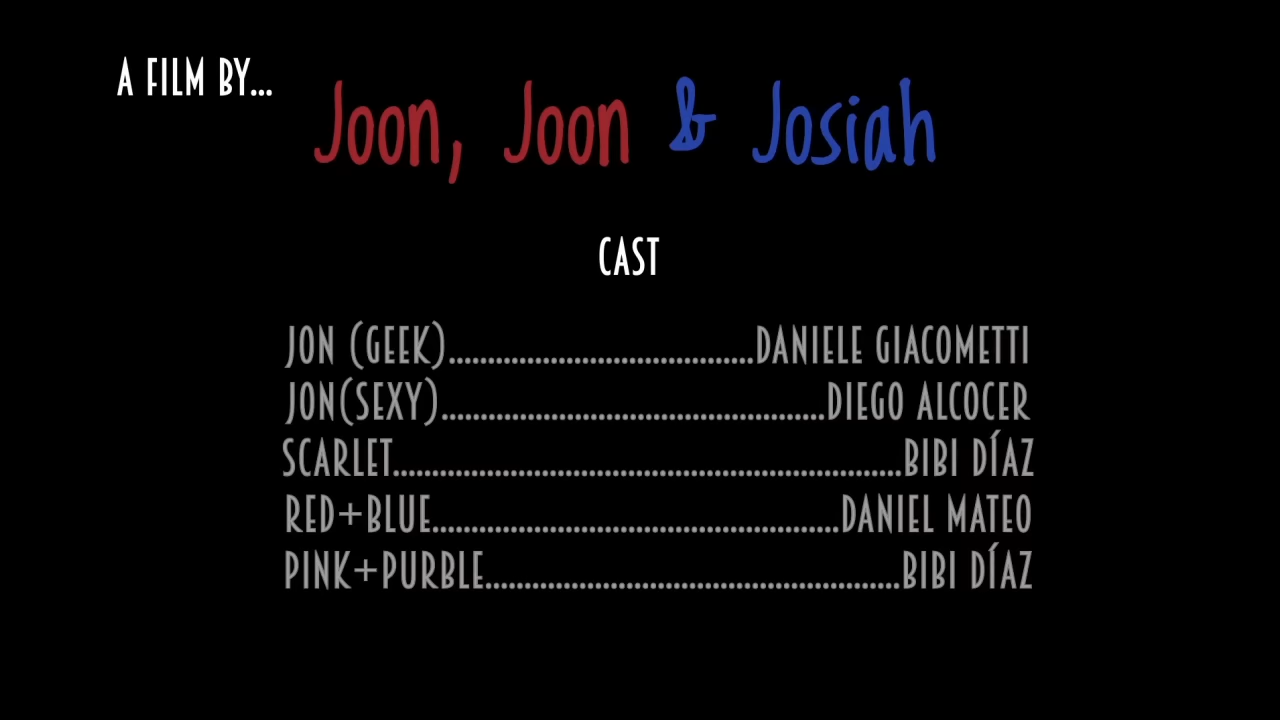 A FILM BY...
Joon, Joon & Josiah
CAST
JON (GEEK).......................................DANIELE GIACOMETTI
JON(SEXY).................................................DIEGO ALCOCER
SCARLET.................................................................BIBI DÍAZ
RED+BLUE....................................................DANIEL MATEO
PINK+PURBLE.....................................................BIBI DÍAZ